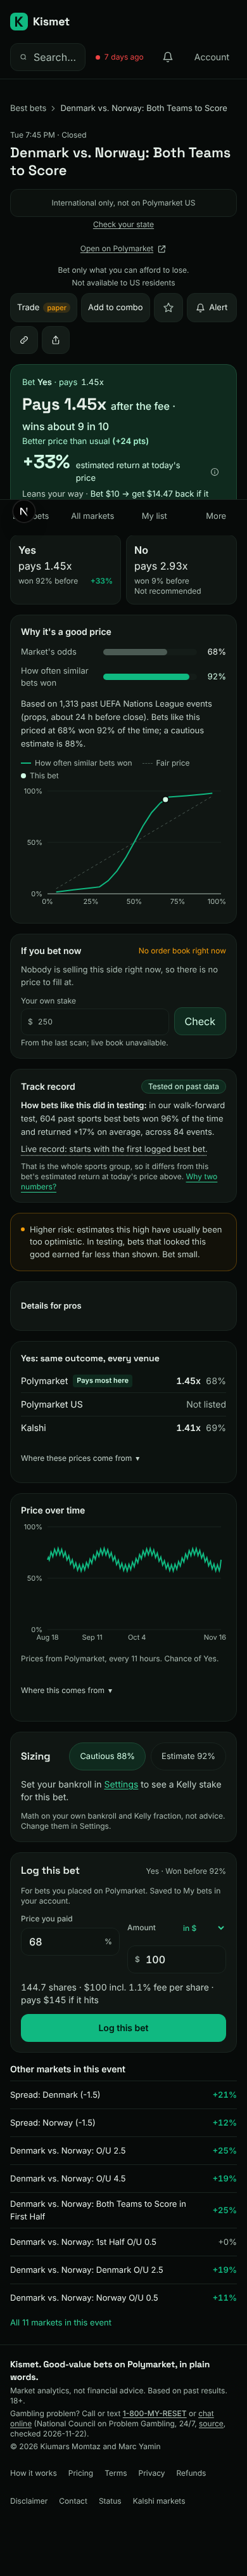 K Kismet
Search... 7 days ago Account
Best bets > Denmark vs. Norway: Both Teams to Score
Tue 7:45 PM · Closed
Denmark vs. Norway: Both Teams
to Score
International only, not on Polymarket US
Check your state
Open on Polymarket
Bet only what you can afford to lose.
Not available to US residents
Trade paper Add to combo Alert
Bet Yes · pays 1.45x
Pays 1.45x after the fee ·
wins about 9 in 10
Better price than usual (+24 pts)
+33% estimated return at today's
price
Leans your way · Bet $10 → get $14.47 back if it
N
All markets My list More
Yes
pays 1.45x
won 92% before +33%
No
pays 2.93x
won 9% before
Not recommended
Why it's a good price
Market's odds 68%
How often similar
bets won 92%
Based on 1,313 past UEFA Nations League events
(props, about 24 h before close). Bets like this
priced at 68% won 92% of the time; a cautious
estimate is 88%.
How often similar bets won Fair price
This bet
100%
50%
0%
0% 25% 50% 75% 100%
If you bet now No order book right now
Nobody is selling this side right now, so there is no
price to fill at.
Your own stake
$ 250 Check
From the last scan; live book unavailable.
Track record Tested on past data
How bets like this did in testing: in our walk-forward
test, 604 past sports best bets won 96% of the time
and returned +17% on average, across 84 events.
Live record: starts with the first logged best bet.
That is the whole sports group, so it differs from this
bet's estimated return at today's price above. Why two
numbers?
Higher risk: estimates this high have usually been
too optimistic. In testing, bets that looked this
good earned far less than shown. Bet small.
Details for pros
Yes: same outcome, every venue
Polymarket Pays most here 1.45x 68%
Polymarket US Not listed
Kalshi 1.41x 69%
Where these prices come from ▾
Price over time
100%
50%
0%
Aug 18 Sep 11 Oct 4 Nov 16
Prices from Polymarket, every 11 hours. Chance of Yes.
Where this comes from ▾
Sizing Cautious 88% Estimate 92%
Set your bankroll in Settings to see a Kelly stake
for this bet.
Math on your own bankroll and Kelly fraction, not advice.
Change them in Settings.
Log this bet Yes · Won before 92%
For bets you placed on Polymarket. Saved to My bets in
your account.
Price you paid Amount in $
68 % $ 100
144.7 shares · $100 incl. 1.1% fee per share ·
pays $145 if it hits
Log this bet
Other markets in this event
Spread: Denmark (-1.5) +21%
Spread: Norway (-1.5) +12%
Denmark vs. Norway: O/U 2.5 +25%
Denmark vs. Norway: O/U 4.5 +19%
Denmark vs. Norway: Both Teams to Score in
First Half +25%
Denmark vs. Norway: 1st Half O/U 0.5 +0%
Denmark vs. Norway: Denmark O/U 2.5 +19%
Denmark vs. Norway: Norway O/U 0.5 +11%
All 11 markets in this event
Kismet. Good-value bets on Polymarket, in plain
words.
Market analytics, not financial advice. Based on past results.
18+.
Gambling problem? Call or text 1-800-MY-RESET or chat
online (National Council on Problem Gambling, 24/7, source,
checked 2026-11-22).
© 2026 Kiumars Momtaz and Marc Yamin
How it works Pricing Terms Privacy Refunds
Disclaimer Contact Status Kalshi markets